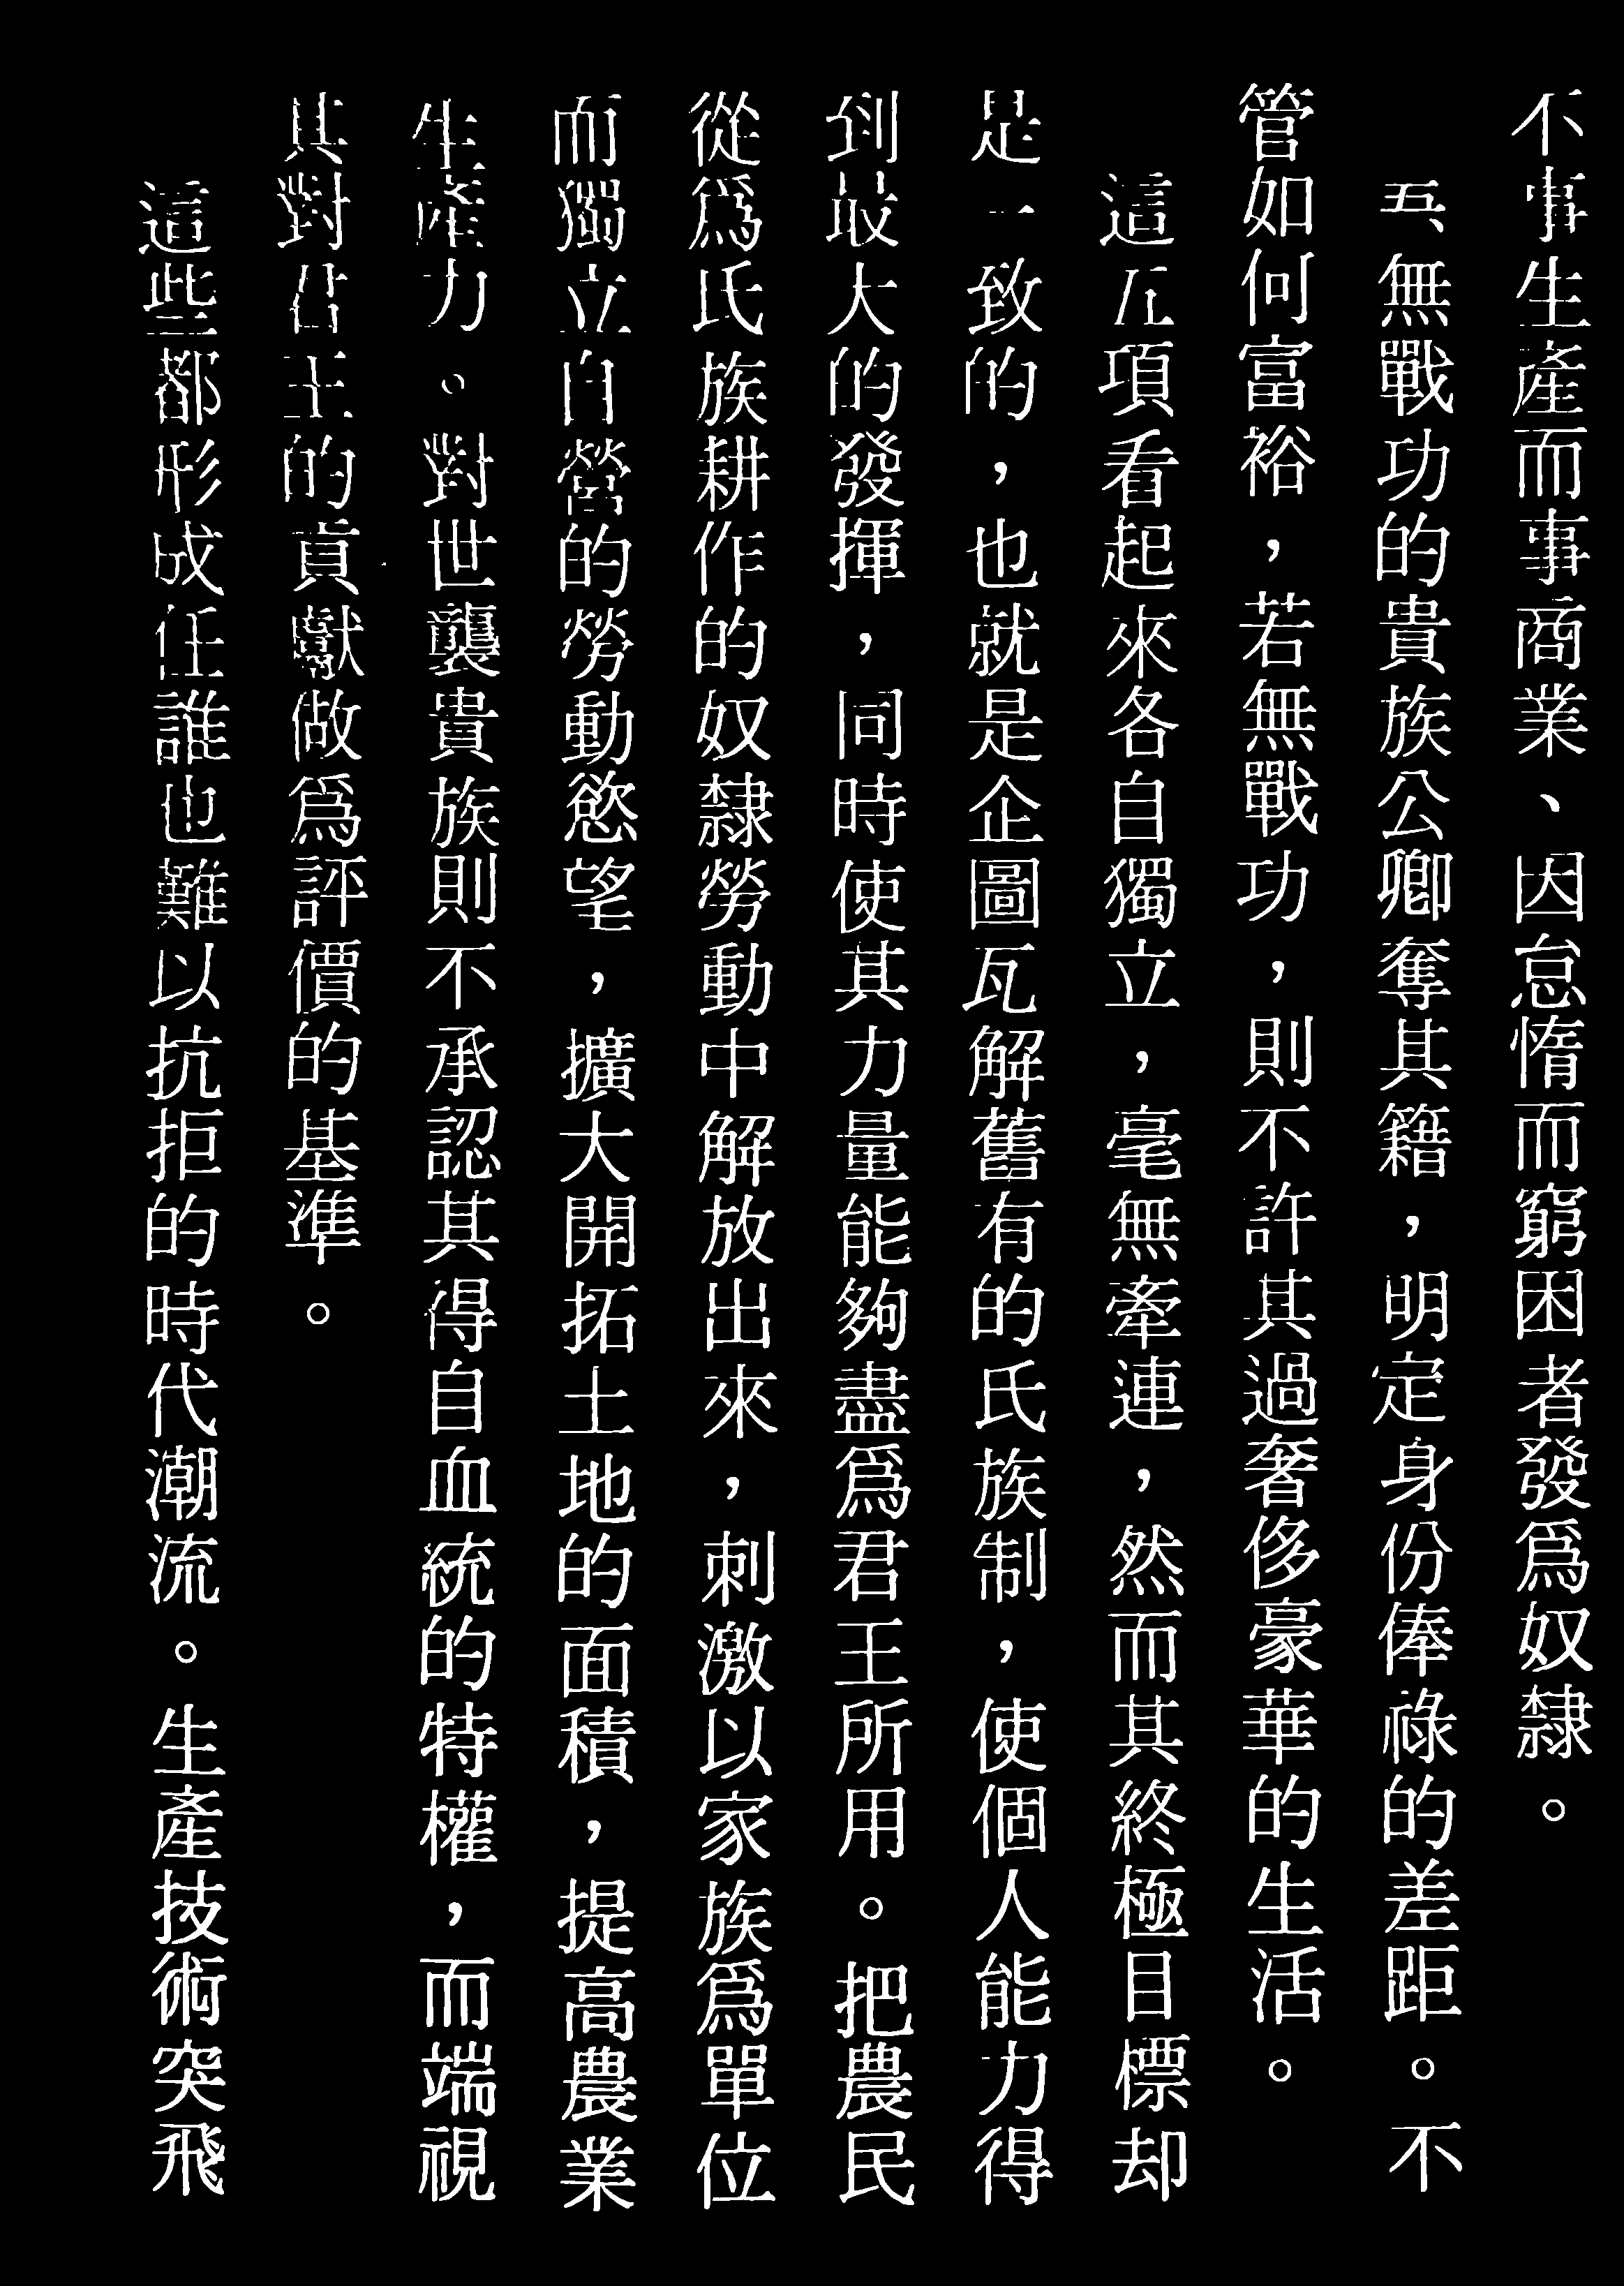 不事生產而事商業、因怠惰而窮困者發爲奴隸。
五、無戰功的貴族公卿奪其籍，明定身份俸祿的差距。不
管如何富裕，若無戰功，則不許其過奢侈豪華的生活。
這五項看起來各自獨立，毫無牽連，然而其終極目標却
是一致的，也就是企圖瓦解舊有的氏族制，使個人能力得
到最大的發揮，同時使其力量能夠盡爲君王所用。把農民
從爲氏族耕作的奴隸勞動中解放出來，刺激以家族爲單位
而獨立自營的勞動慾望，擴大開拓土地的面積，提高農業
生產力。對世襲貴族則不承認其得自血統的特權，而端視
其對君王的貢獻做爲評價的基準。
這些都形成任誰也難以抗拒的時代潮流。生產技術突飛